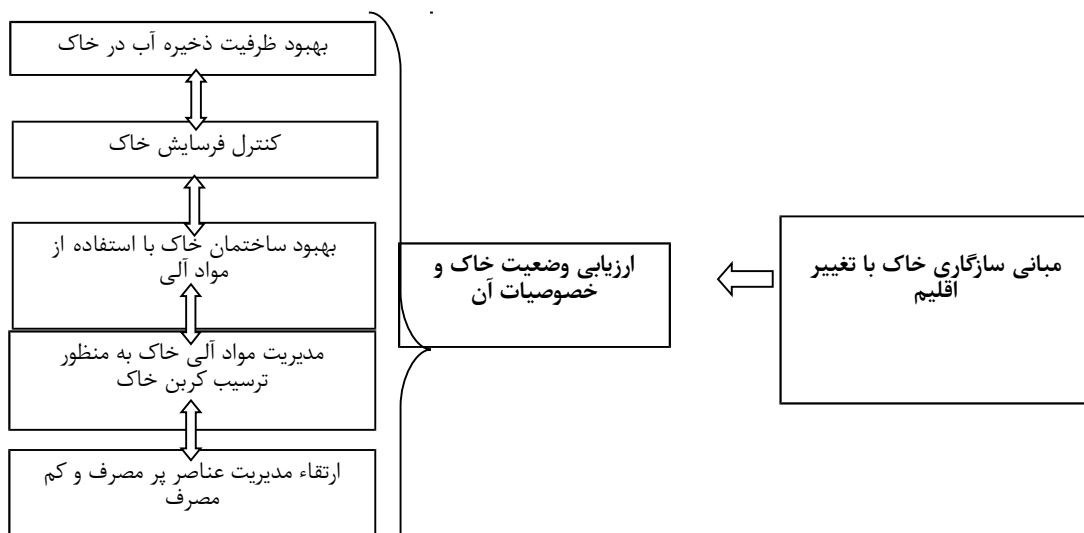 مبانی سازگاری خاک با تغییر
اقلیم
ارزیابی وضعیت خاک و
خصوصیات آن
بهبود ظرفیت ذخیره آب در خاک
کنترل فرسایش خاک
بهبود ساختمان خاک با استفاده از
مواد آلی
مدیریت مواد آلی خاک به منظور
ترسیب کربن خاک
ارتقاء مدیریت عناصر پر مصرف و کم
مصرف